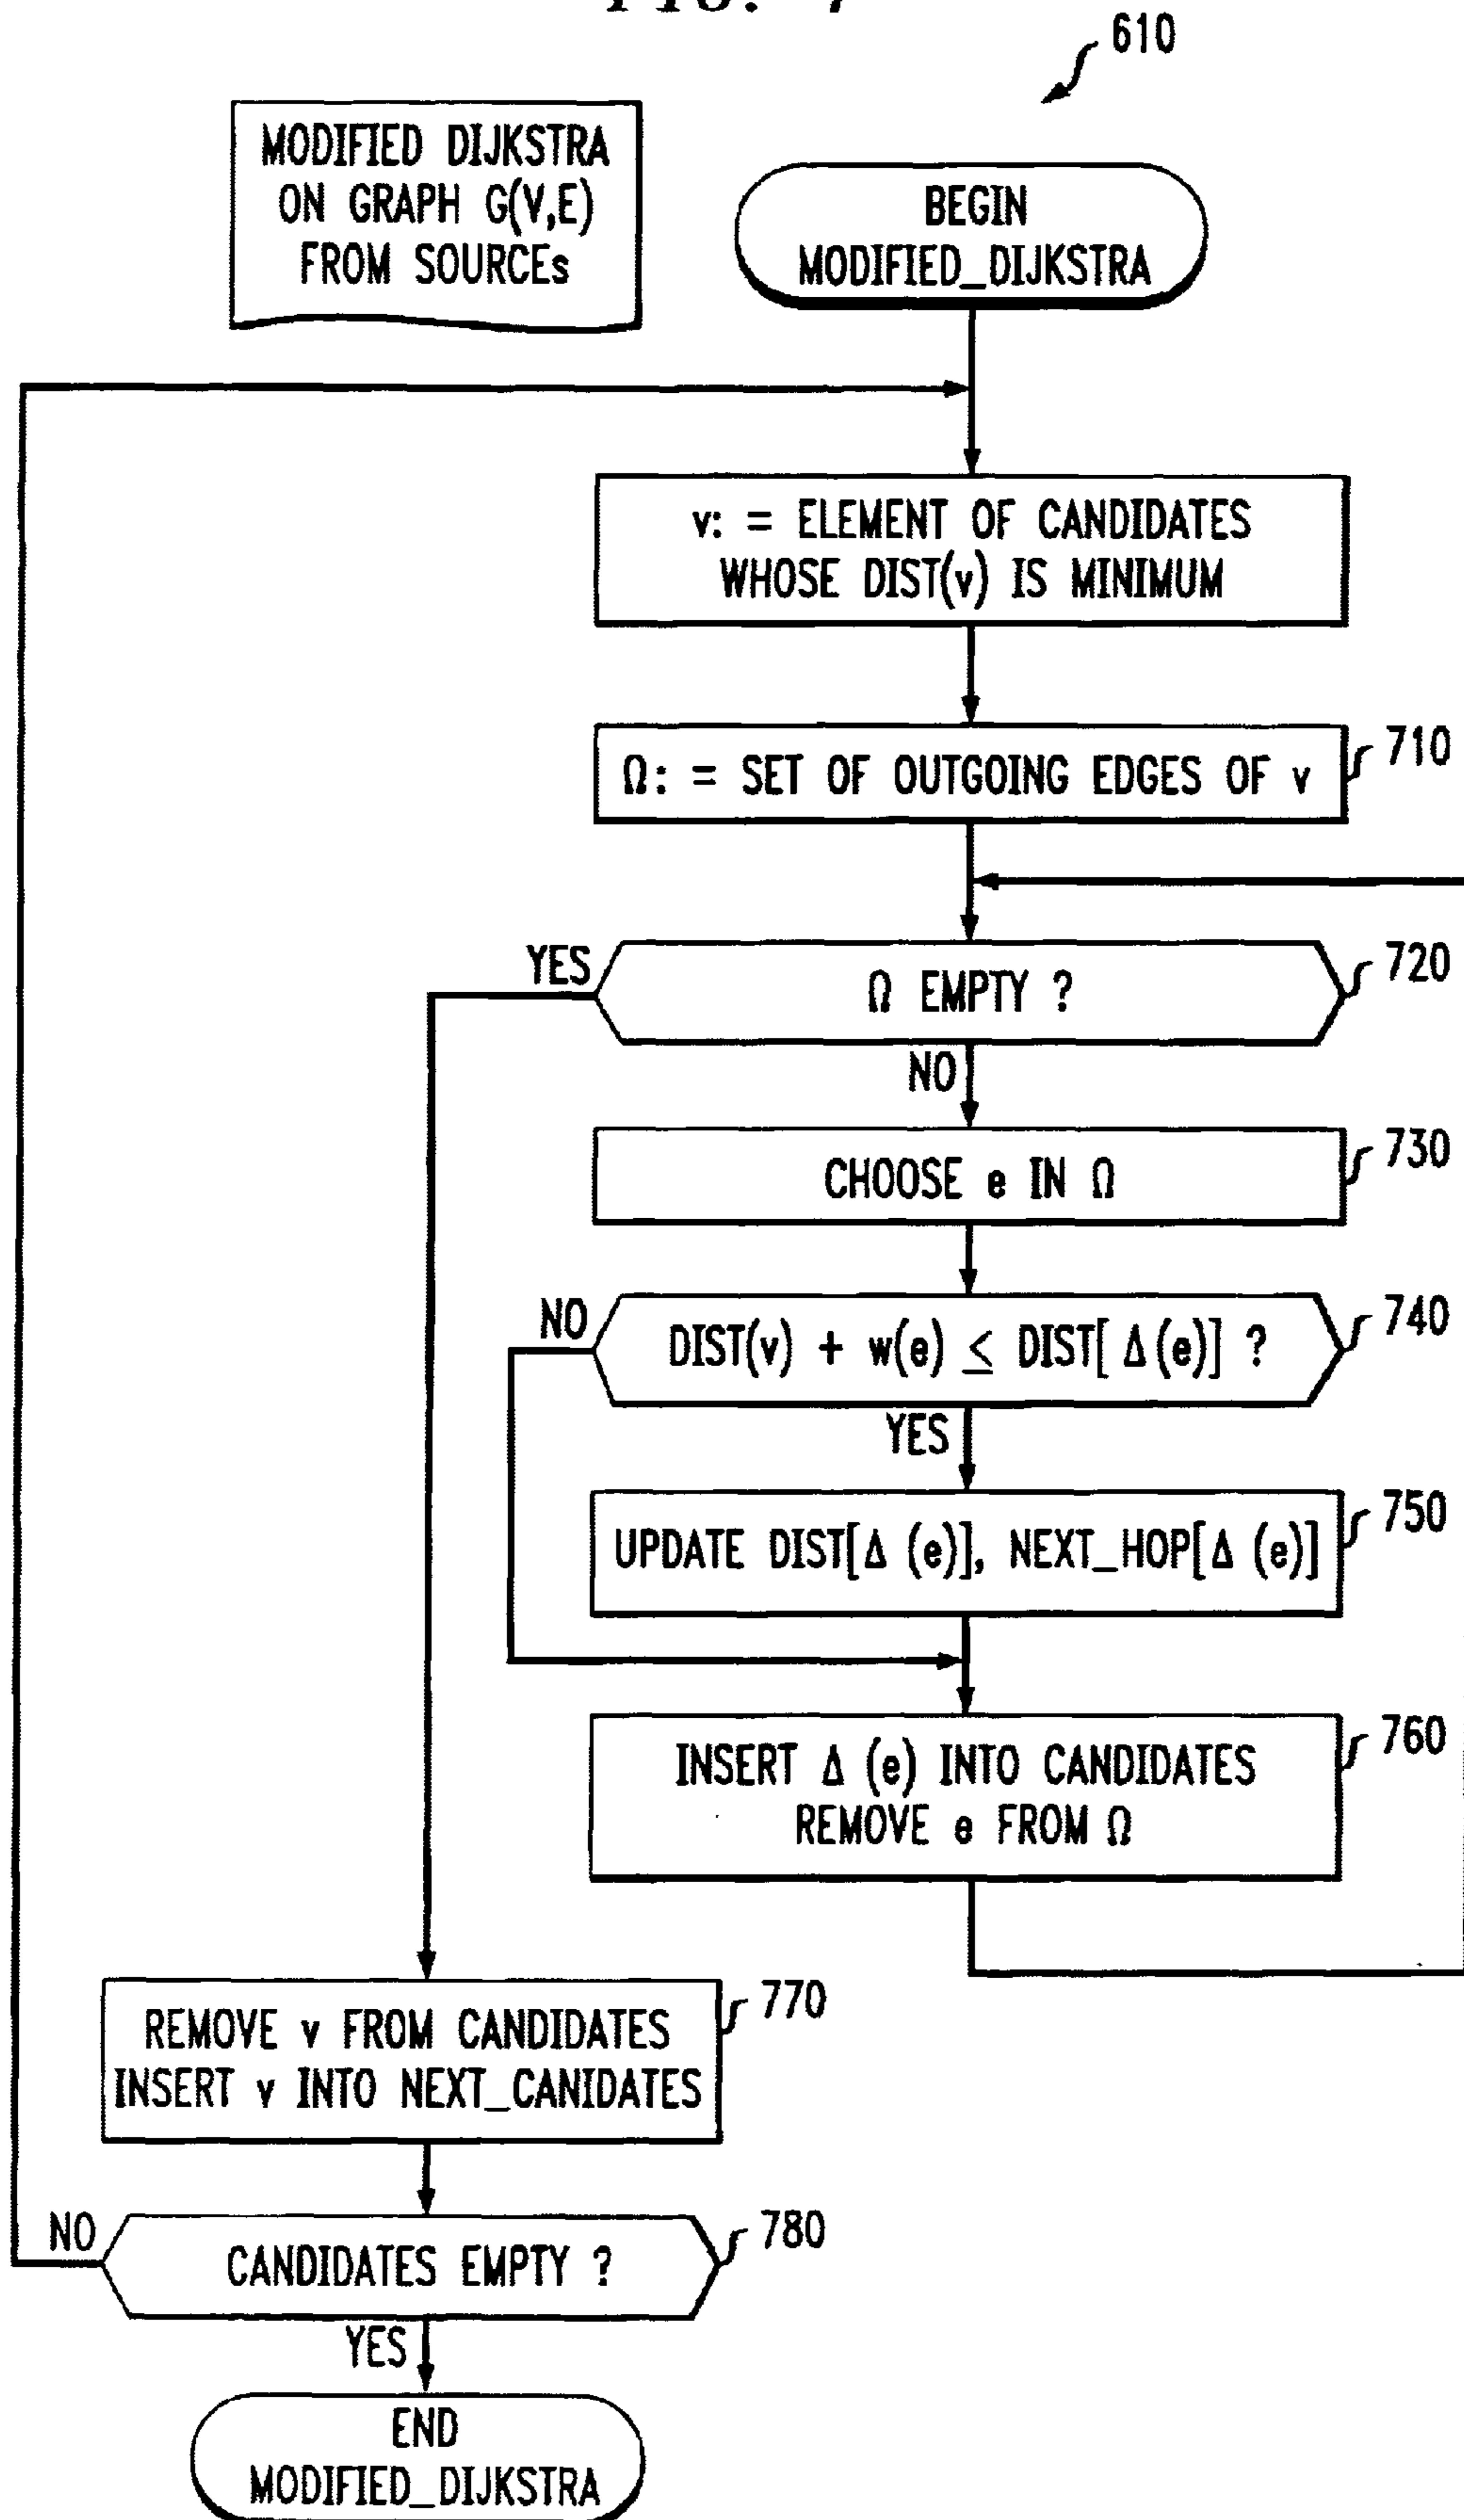 FIG. 7
610
MODIFIED DIJKSTRA
ON GRAPH G(V,E)
FROM SOURCEs
BEGIN
MODIFIED_DIJKSTRA
v: = ELEMENT OF CANDIDATES
WHOSE DIST(v) IS MINIMUM
Ω: = SET OF OUTGOING EDGES OF v
710
YES
Ω EMPTY ?
720
NO
CHOOSE e IN Ω
730
NO
DIST(v) + w(e) ≤ DIST[ Δ(e)] ?
740
YES
UPDATE DIST[Δ (e)], NEXT_HOP[Δ (e)]
750
INSERT Δ (e) INTO CANDIDATES
REMOVE e FROM Ω
760
REMOVE v FROM CANDIDATES
INSERT v INTO NEXT_CANIDATES
770
NO
CANDIDATES EMPTY ?
780
YES
END
MODIFIED_DIJKSTRA